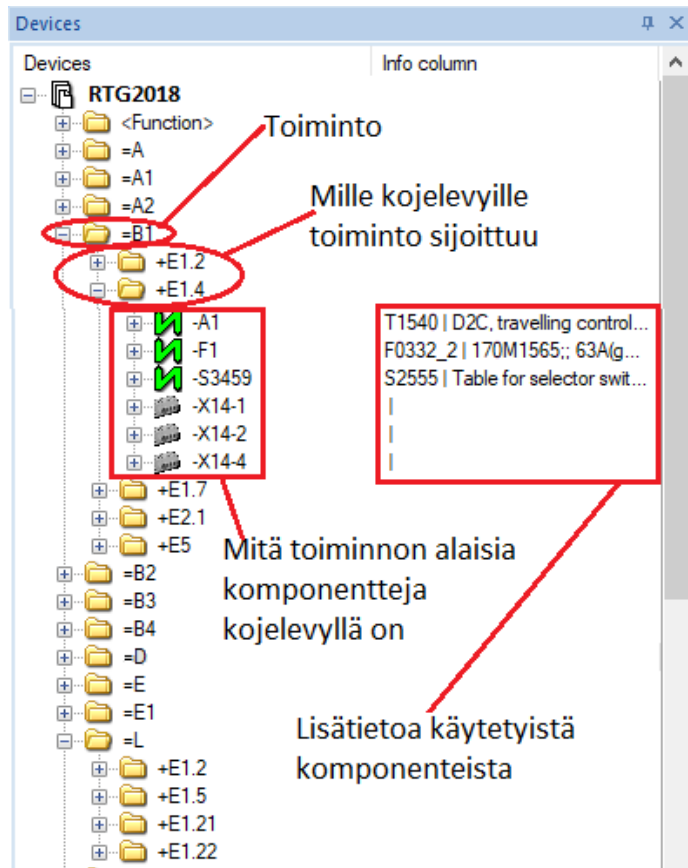 Devices
Devices Info column
RTG2018
<Function>
Toiminto
=A
=A1
Mille kojelevyille
toiminto sijoittuu
=A2
=B1
+E1.2
+E1.4
-A1 T1540 | D2C, travelling control...
-F1 F0332_2 | 170M1565;; 63A(g...
-S3459 S2555 | Table for selector swit...
-X14-1 |
-X14-2 |
-X14-4 |
+E1.7
+E2.1
+E5
Mitä toiminnon alaisia
komponentteja
kojelevyllä on
=B2
=B3
=B4
=D
=E
=E1
=L
Lisätietoa käytetyistä
komponenteista
+E1.2
+E1.5
+E1.21
+E1.22